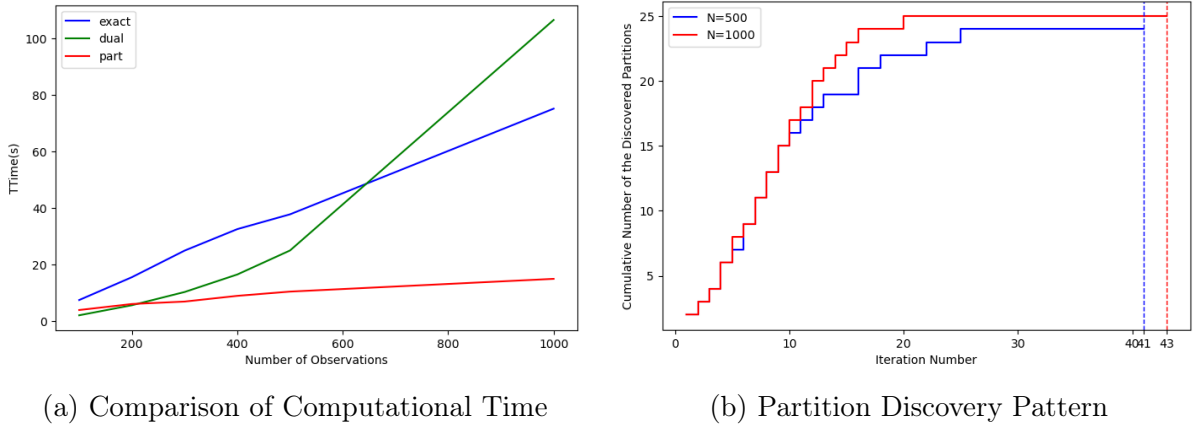 exact
dual
part
100
80
60
40
20
0
TTime(s)
200
400
600
800
1000
Number of Observations
(a) Comparison of Computational Time
N=500
N=1000
25
20
15
10
5
Cumulative Number of the Discovered Partitions
0
10
20
30
40
41
43
Iteration Number
(b) Partition Discovery Pattern